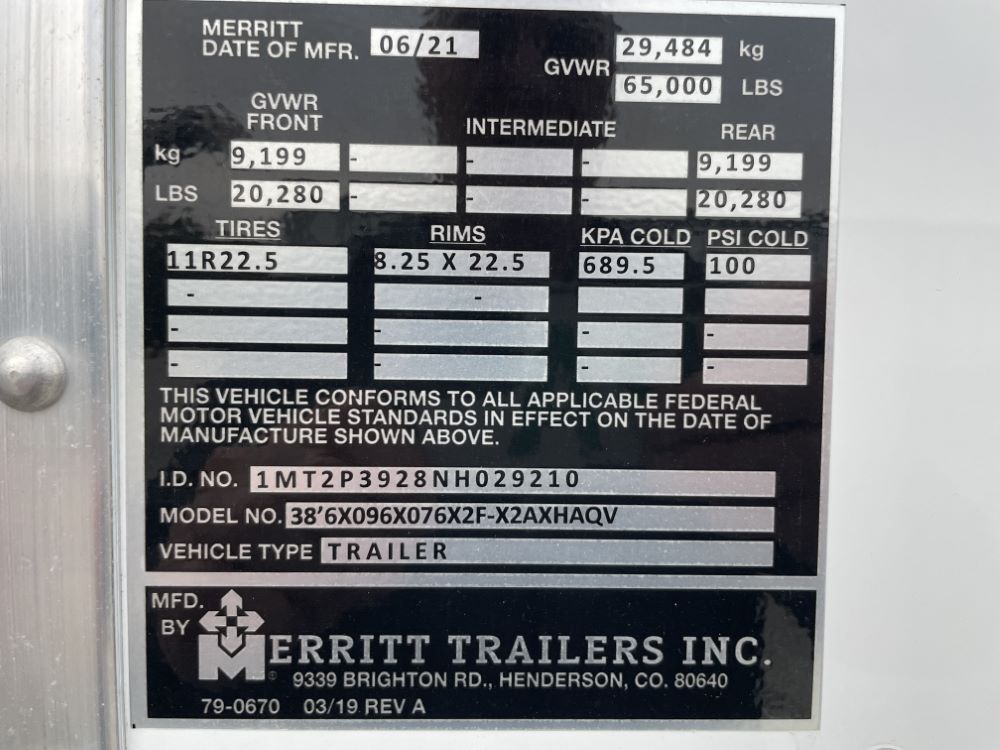 MERRITT
DATE OF MFR. 06/21
GVWR 29,484 kg
65,000 LBS
GVWR
FRONT INTERMEDIATE REAR
kg 9,199 - - - 9,199
LBS 20,280 - - - 20,280
TIRES RIMS KPA COLD PSI COLD
11R22.5 8.25 X 22.5 689.5 100
- -
- - - -
- - - -
THIS VEHICLE CONFORMS TO ALL APPLICABLE FEDERAL
MOTOR VEHICLE STANDARDS IN EFFECT ON THE DATE OF
MANUFACTURE SHOWN ABOVE.
I.D. NO. 1MT2P3928NH029210
MODEL NO. 38'6X096X076X2F-X2AXHAQV
VEHICLE TYPE TRAILER
MFD.
BY MERRITT TRAILERS INC.
®
9339 BRIGHTON RD., HENDERSON, CO. 80640
79-0670 03/19 REV A